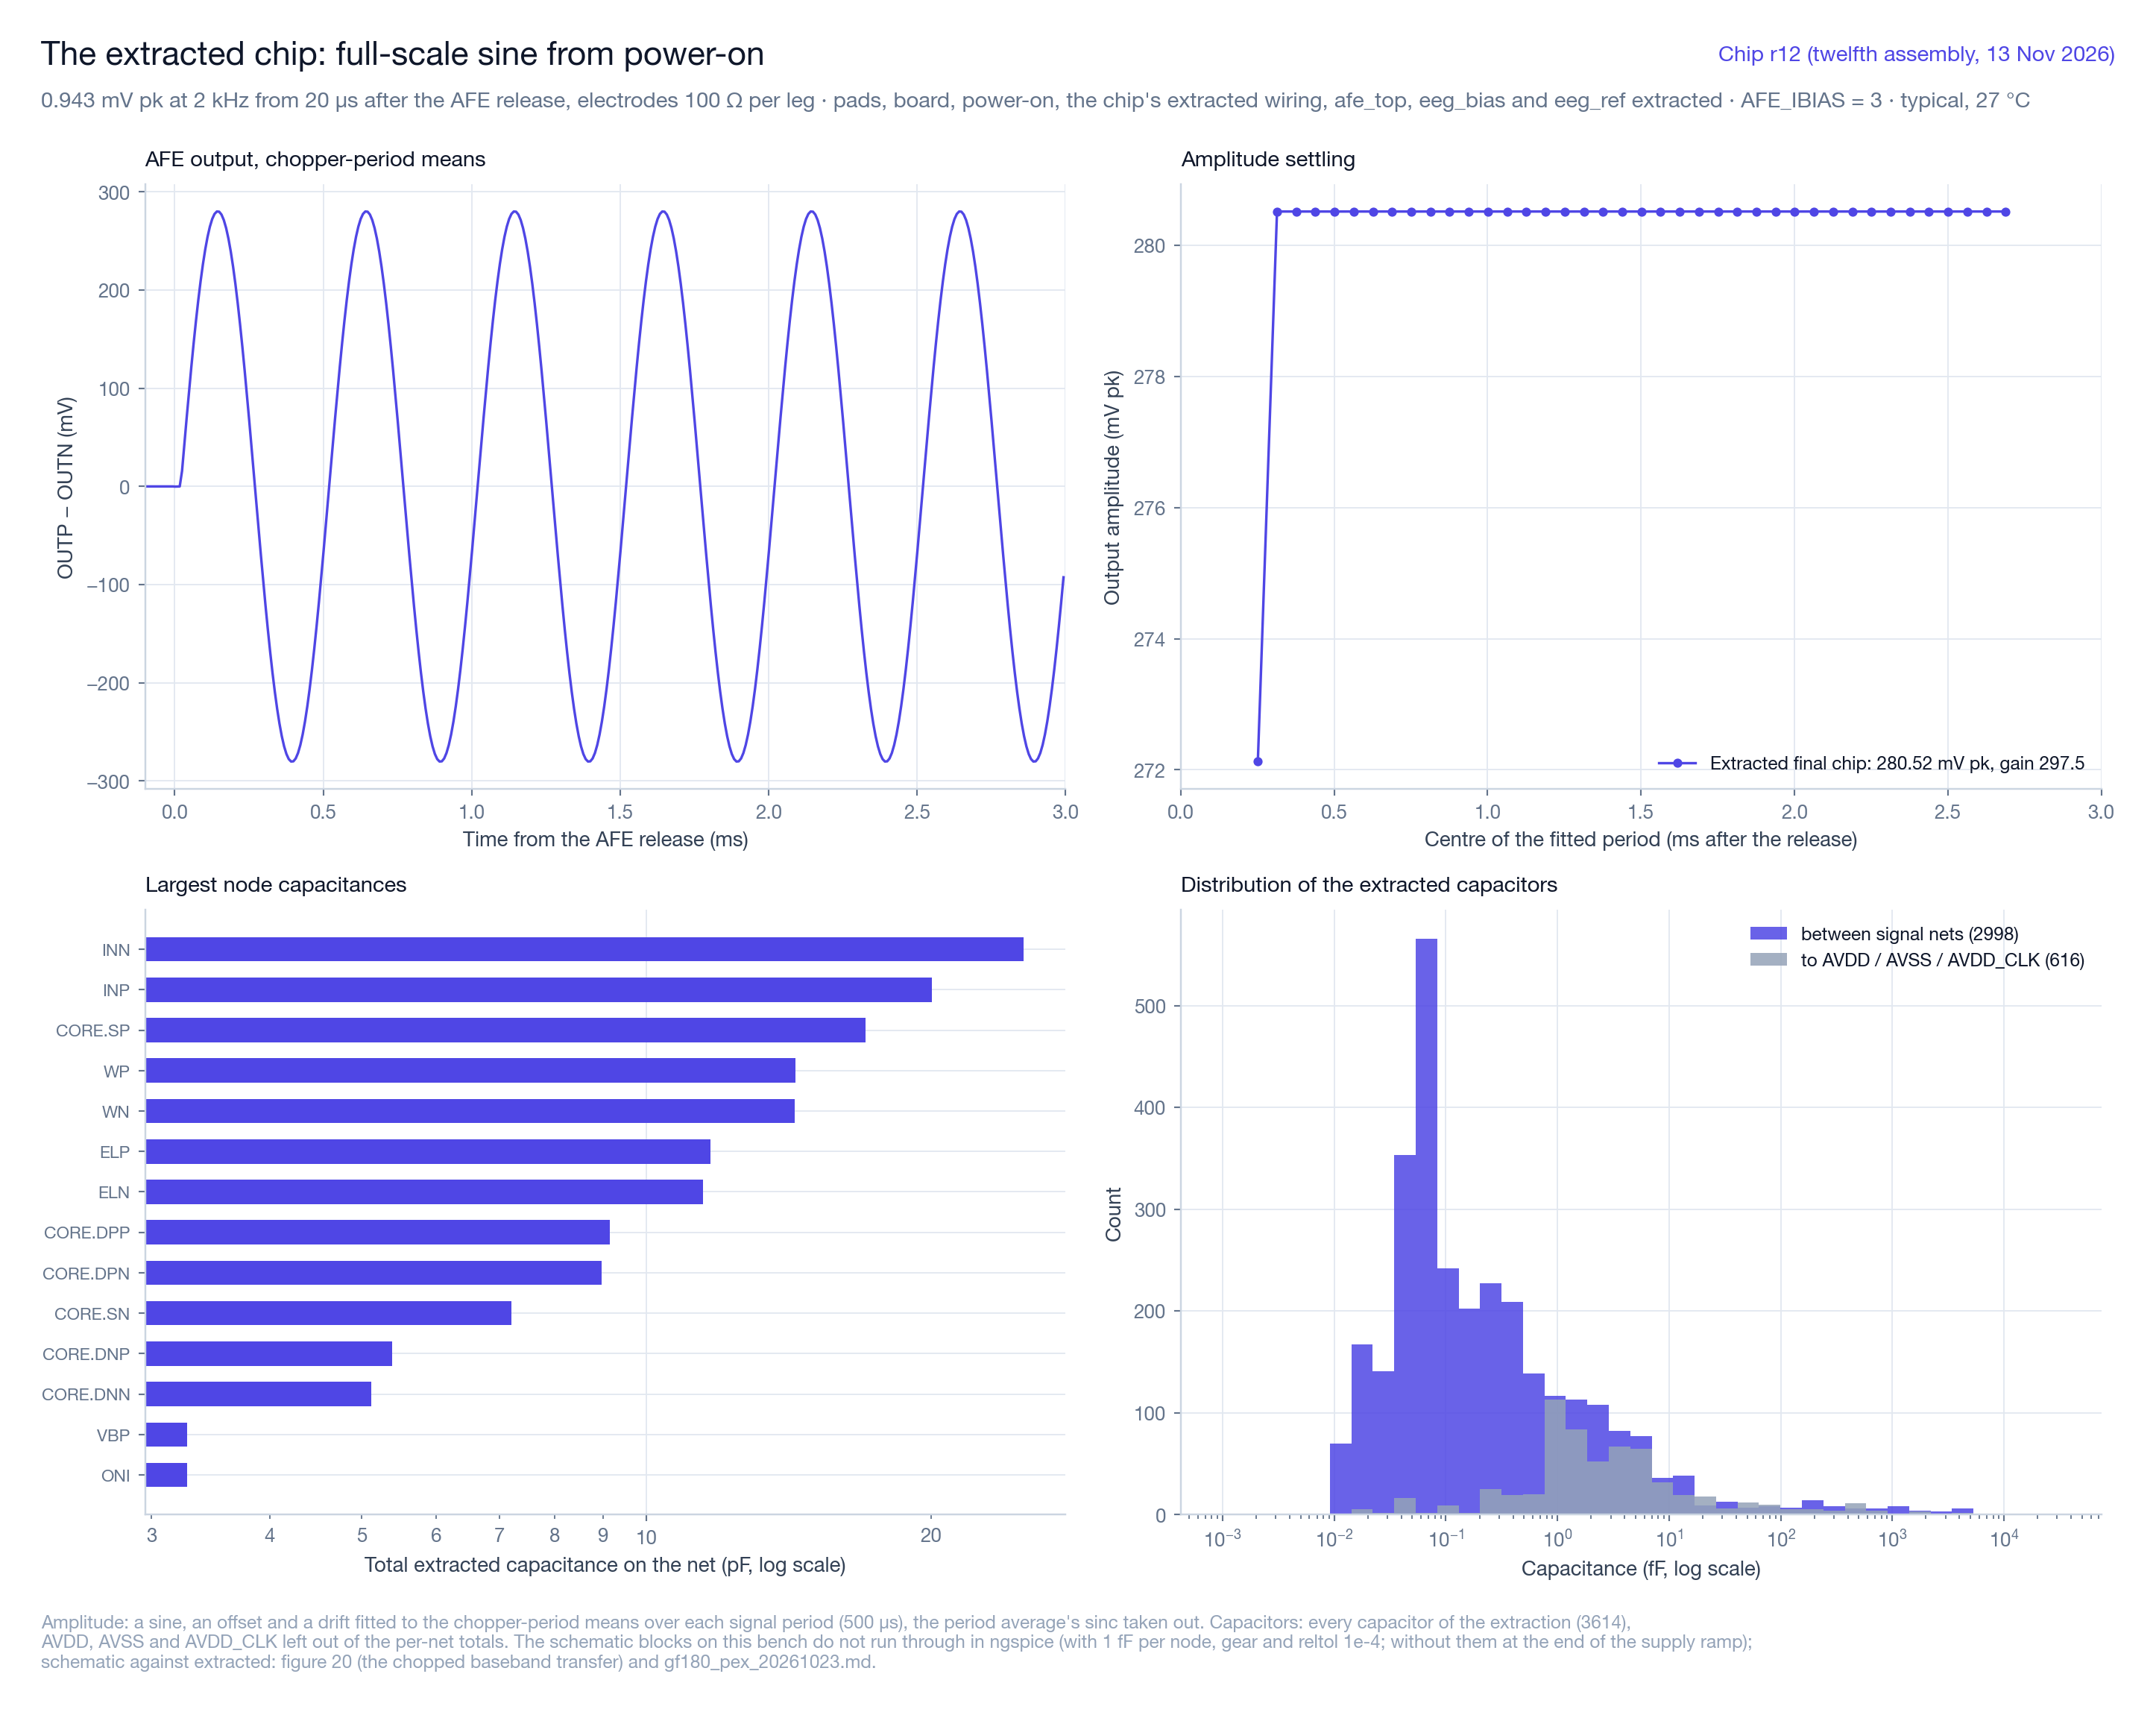 The extracted chip: full-scale sine from power-on
Chip r12 (twelfth assembly, 13 Nov 2026)
0.943 mV pk at 2 kHz from 20 µs after the AFE release, electrodes 100 Ω per leg · pads, board, power-on, the chip's extracted wiring, afe_top, eeg_bias and eeg_ref extracted · AFE_IBIAS = 3 · typical, 27 °C
AFE output, chopper-period means
300
200
100
0
−100
−200
−300
OUTP − OUTN (mV)
0.0 0.5 1.0 1.5 2.0 2.5 3.0
Time from the AFE release (ms)
Amplitude settling
280
278
276
274
272
Output amplitude (mV pk)
Extracted final chip: 280.52 mV pk, gain 297.5
0.0 0.5 1.0 1.5 2.0 2.5 3.0
Centre of the fitted period (ms after the release)
Largest node capacitances
INN
INP
CORE.SP
WP
WN
ELP
ELN
CORE.DPP
CORE.DPN
CORE.SN
CORE.DNP
CORE.DNN
VBP
ONI
3 4 5 6 7 8 9 10 20
Total extracted capacitance on the net (pF, log scale)
Distribution of the extracted capacitors
between signal nets (2998)
to AVDD / AVSS / AVDD_CLK (616)
500
400
300
200
100
0
Count
10⁻³ 10⁻² 10⁻¹ 10⁰ 10¹ 10² 10³ 10⁴
Capacitance (fF, log scale)
Amplitude: a sine, an offset and a drift fitted to the chopper-period means over each signal period (500 µs), the period average's sinc taken out. Capacitors: every capacitor of the extraction (3614),
AVDD, AVSS and AVDD_CLK left out of the per-net totals. The schematic blocks on this bench do not run through in ngspice (with 1 fF per node, gear and reltol 1e-4; without them at the end of the supply ramp);
schematic against extracted: figure 20 (the chopped baseband transfer) and gf180_pex_20261023.md.